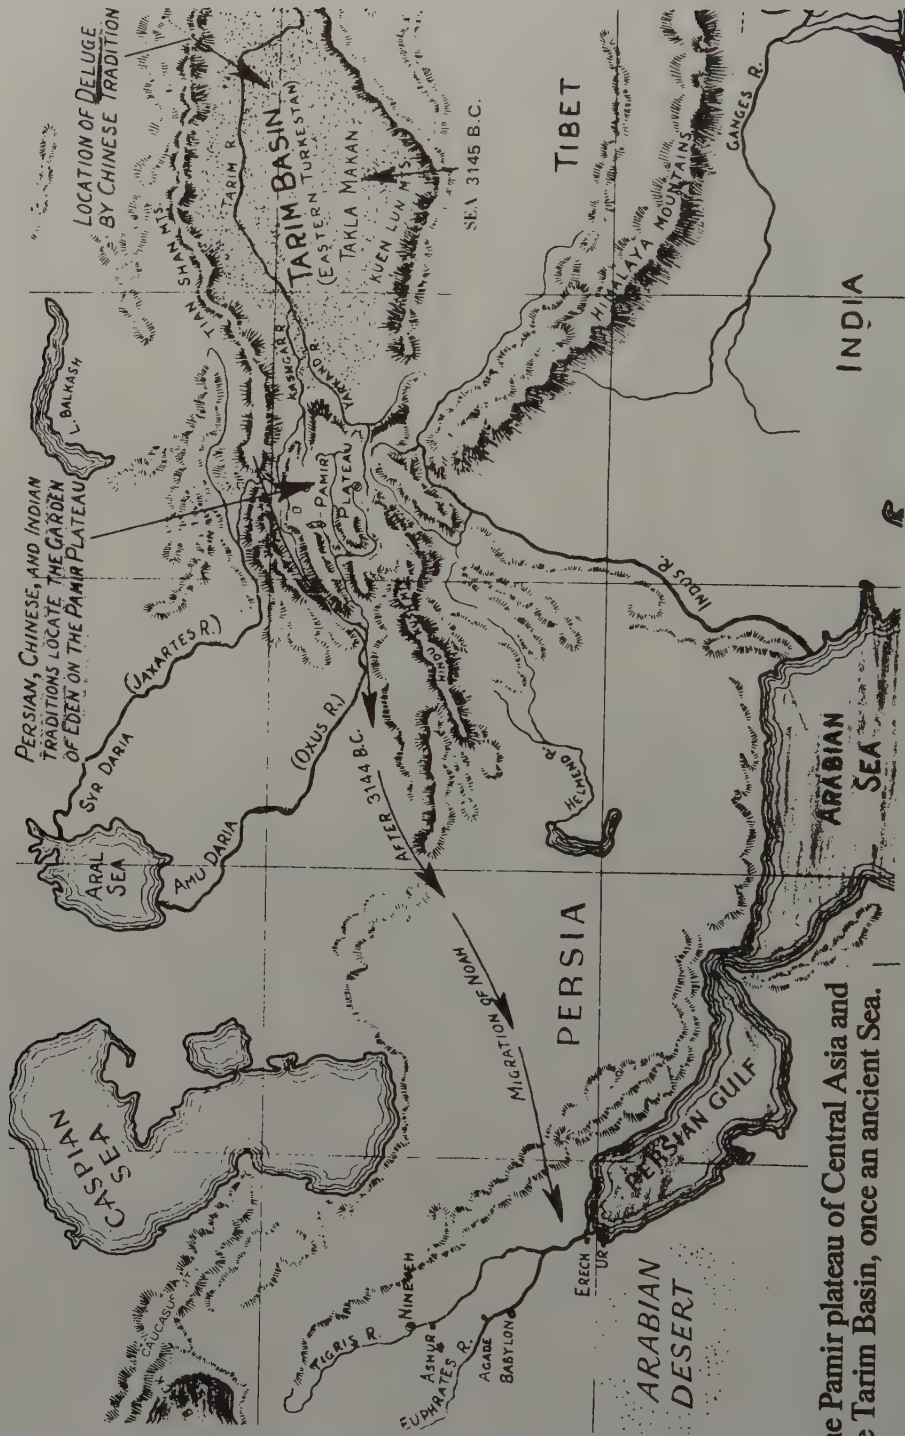 LOCATION OF DELUGE
BY CHINESE TRADITION
PERSIAN, CHINESE, AND INDIAN
TRADITIONS LOCATE THE GARDEN
OF EDEN ON THE PAMIR PLATEAU
L. BALKASH
ARAL
SEA
SYR DARIA
(JAXARTES R.)
AMU DARIA
(OXUS R.)
CASPIAN
SEA
TIAN SHAN MTS.
TARIM R.
TARIM BASIN
(EASTERN TURKESTAN)
TAKLA MAKAN
KUEN LUN MTS.
SEA 3145 B.C.
KASHGAR R.
YARKAND R.
PAMIR
PLATEAU
HINDU KUSH
AFTER 3144 B.C.
MIGRATION OF NOAH
TIBET
HIMALAYA MOUNTAINS
GANGES R.
INDIA
INDUS R.
HELMEND R.
PERSIA
TIGRIS R.
NINEVEH
ASHUR
EUPHRATES R.
AGADE
BABYLON
ERECH
UR
PERSIAN GULF
ARABIAN
SEA
ARABIAN
DESERT
Pamir plateau of Central Asia and
Tarim Basin, once an ancient Sea.